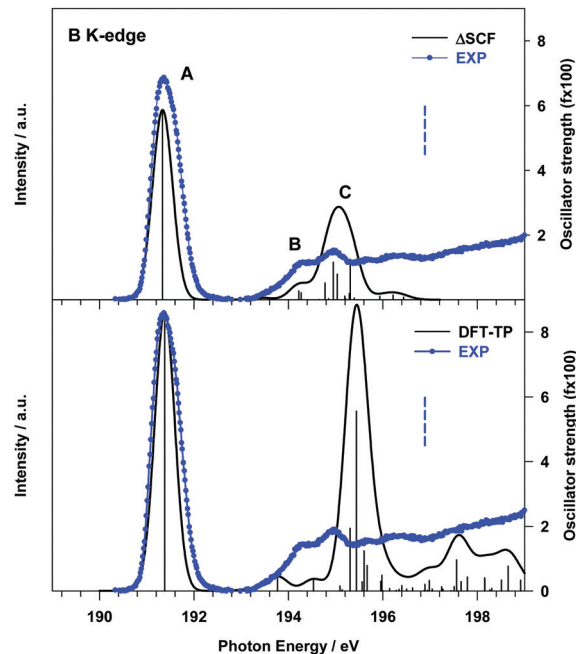 B K-edge
ΔSCF
EXP
A
B
C
Intensity / a.u.
Oscillator strength (fx100)
8
6
4
2
DFT-TP
EXP
Intensity / a.u.
Oscillator strength (fx100)
8
6
4
2
0
190
192
194
196
198
Photon Energy / eV